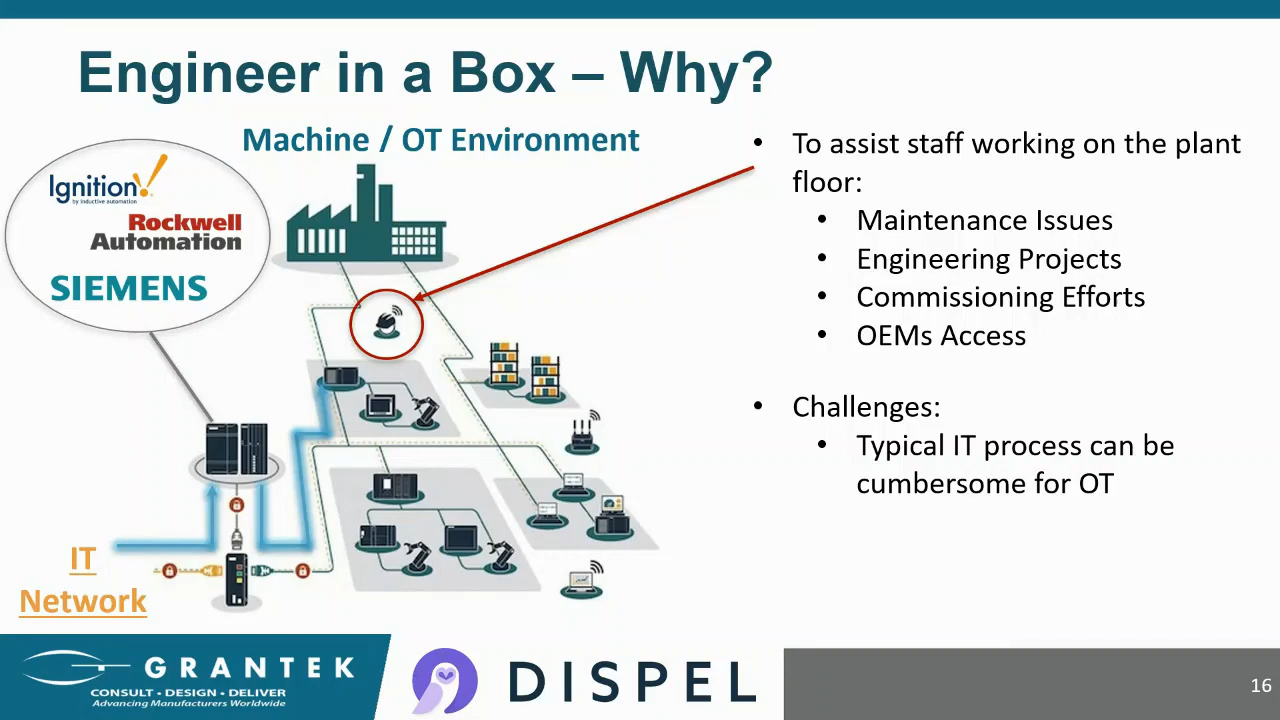 Engineer in a Box – Why?
Machine / OT Environment
Ignition!
by inductive automation
Rockwell
Automation
SIEMENS
IT
Network
• To assist staff working on the plant
floor:
• Maintenance Issues
• Engineering Projects
• Commissioning Efforts
• OEMs Access
• Challenges:
• Typical IT process can be
cumbersome for OT
GRANTEK
CONSULT • DESIGN • DELIVER
Advancing Manufacturers Worldwide
DISPEL
16